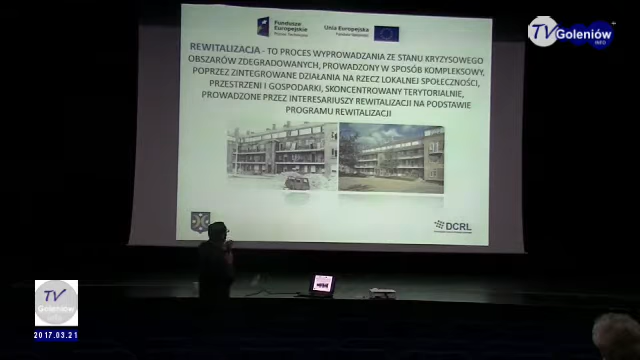 Fundusze
Europejskie
Unia Europejska
TV Goleniów
INFO
REWITALIZACJA - TO PROCES WYPROWADZANIA ZE STANU KRYZYSOWEGO
OBSZARÓW ZDEGRADOWANYCH, PROWADZONY W SPOSÓB KOMPLEKSOWY,
POPRZEZ ZINTEGROWANE DZIAŁANIA NA RZECZ LOKALNEJ SPOŁECZNOŚCI,
PRZESTRZENI I GOSPODARKI, SKONCENTROWANY TERYTORIALNIE,
PROWADZONE PRZEZ INTERESARIUSZY REWITALIZACJI NA PODSTAWIE
PROGRAMU REWITALIZACJI
DCRL
TV
Goleniów
2017.03.21